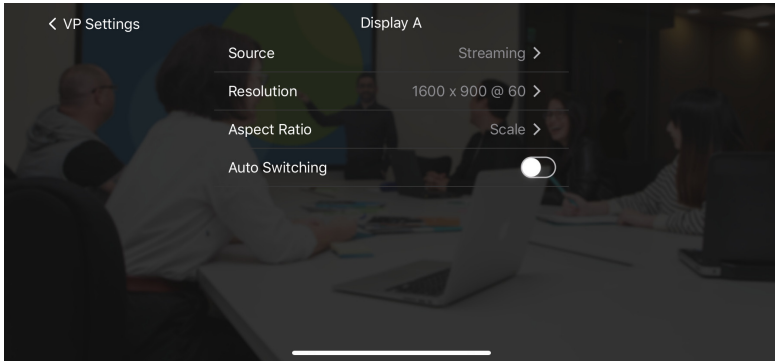 VP Settings
Display A
Source Streaming
Resolution 1600 x 900 @ 60
Aspect Ratio Scale
Auto Switching